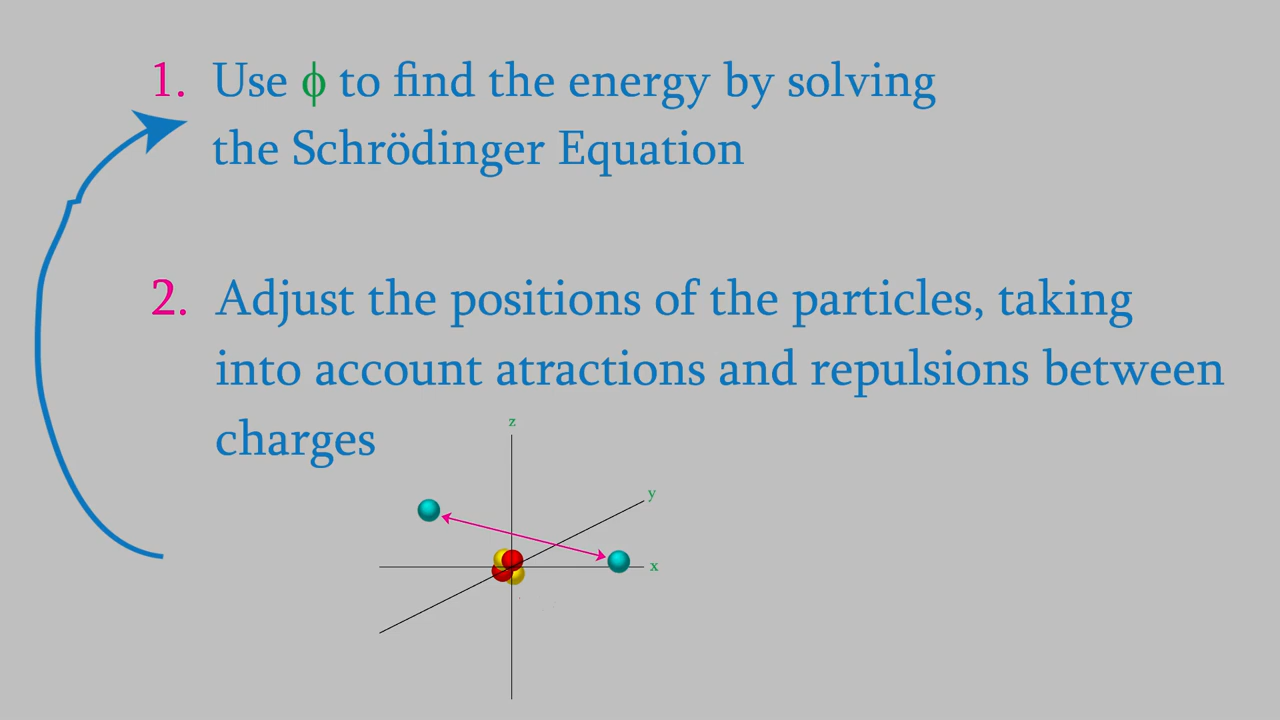 1. Use ϕ to find the energy by solving
the Schrödinger Equation
2. Adjust the positions of the particles, taking
into account atractions and repulsions between
charges
z
y
x